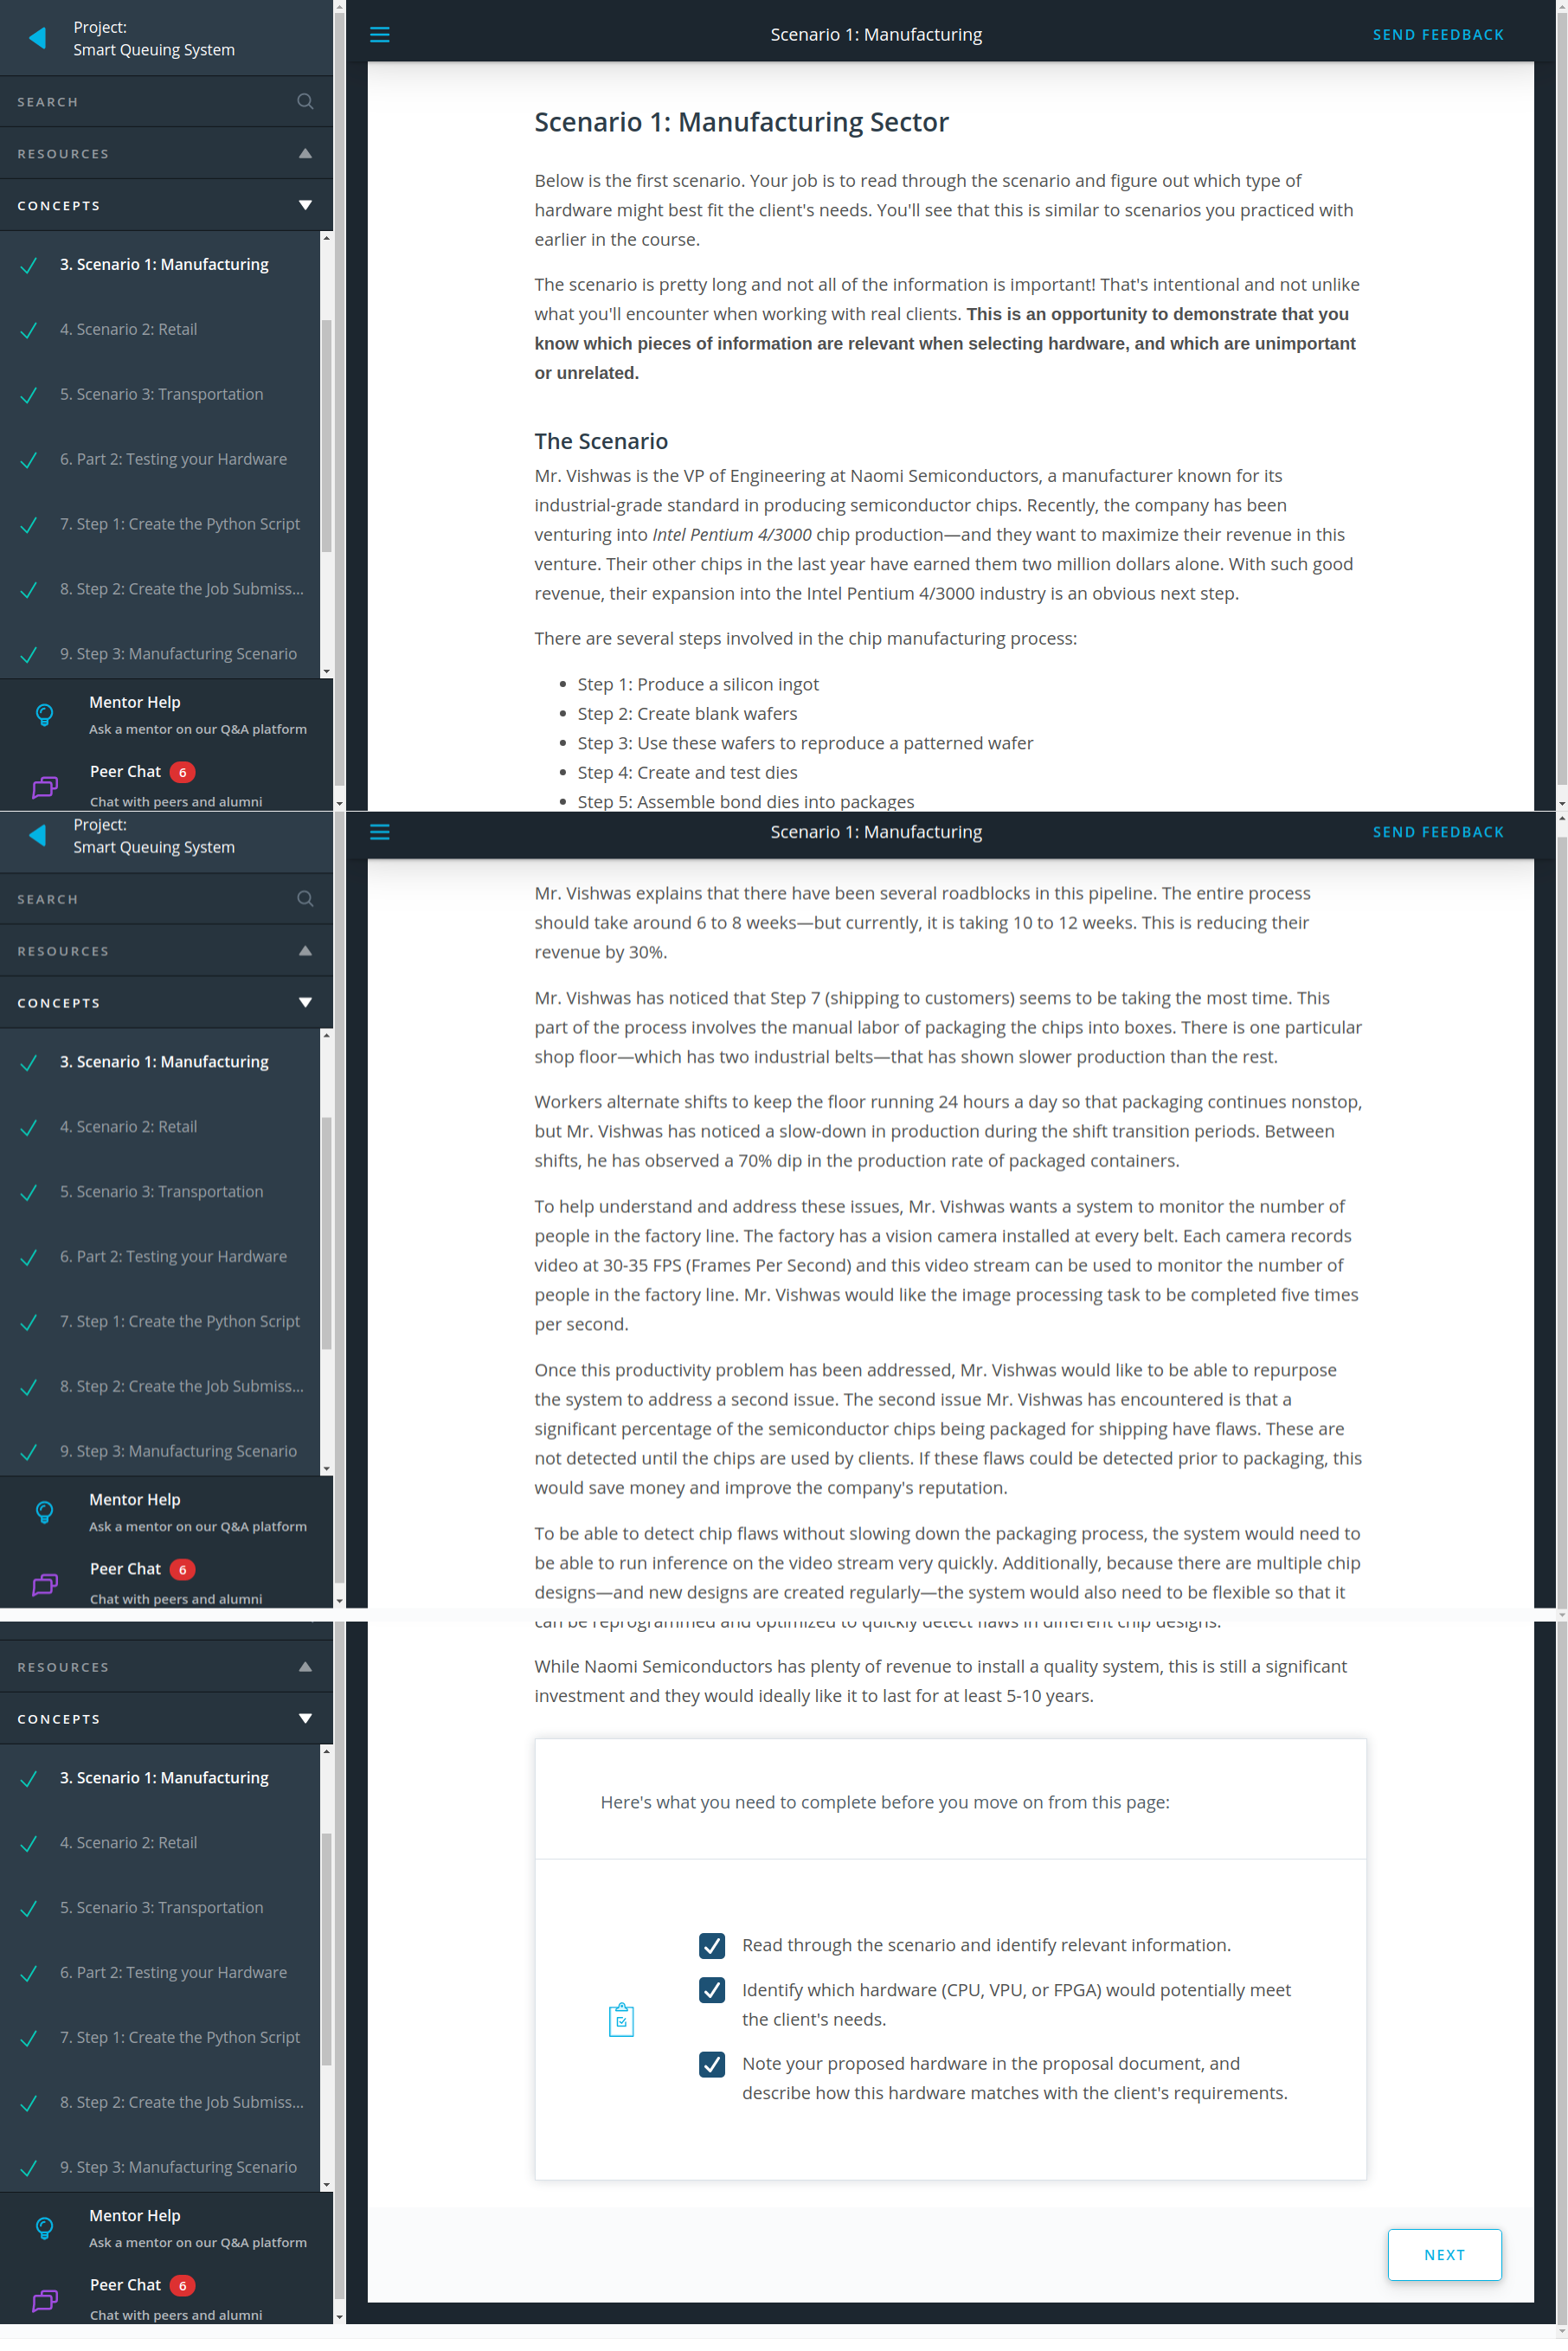 Project:
Smart Queuing System
SEARCH
RESOURCES
CONCEPTS
3. Scenario 1: Manufacturing
4. Scenario 2: Retail
5. Scenario 3: Transportation
6. Part 2: Testing your Hardware
7. Step 1: Create the Python Script
8. Step 2: Create the Job Submiss...
9. Step 3: Manufacturing Scenario
Mentor Help
Ask a mentor on our Q&A platform
Peer Chat 6
Chat with peers and alumni
Scenario 1: Manufacturing
SEND FEEDBACK
Scenario 1: Manufacturing Sector
Below is the first scenario. Your job is to read through the scenario and figure out which type of
hardware might best fit the client's needs. You'll see that this is similar to scenarios you practiced with
earlier in the course.
The scenario is pretty long and not all of the information is important! That's intentional and not unlike
what you'll encounter when working with real clients. This is an opportunity to demonstrate that you
know which pieces of information are relevant when selecting hardware, and which are unimportant
or unrelated.
The Scenario
Mr. Vishwas is the VP of Engineering at Naomi Semiconductors, a manufacturer known for its
industrial-grade standard in producing semiconductor chips. Recently, the company has been
venturing into Intel Pentium 4/3000 chip production—and they want to maximize their revenue in this
venture. Their other chips in the last year have earned them two million dollars alone. With such good
revenue, their expansion into the Intel Pentium 4/3000 industry is an obvious next step.
There are several steps involved in the chip manufacturing process:
• Step 1: Produce a silicon ingot
• Step 2: Create blank wafers
• Step 3: Use these wafers to reproduce a patterned wafer
• Step 4: Create and test dies
• Step 5: Assemble bond dies into packages
Project:
Smart Queuing System
SEARCH
RESOURCES
CONCEPTS
3. Scenario 1: Manufacturing
4. Scenario 2: Retail
5. Scenario 3: Transportation
6. Part 2: Testing your Hardware
7. Step 1: Create the Python Script
8. Step 2: Create the Job Submiss...
9. Step 3: Manufacturing Scenario
Mentor Help
Ask a mentor on our Q&A platform
Peer Chat 6
Chat with peers and alumni
Scenario 1: Manufacturing
SEND FEEDBACK
Mr. Vishwas explains that there have been several roadblocks in this pipeline. The entire process
should take around 6 to 8 weeks—but currently, it is taking 10 to 12 weeks. This is reducing their
revenue by 30%.
Mr. Vishwas has noticed that Step 7 (shipping to customers) seems to be taking the most time. This
part of the process involves the manual labor of packaging the chips into boxes. There is one particular
shop floor—which has two industrial belts—that has shown slower production than the rest.
Workers alternate shifts to keep the floor running 24 hours a day so that packaging continues nonstop,
but Mr. Vishwas has noticed a slow-down in production during the shift transition periods. Between
shifts, he has observed a 70% dip in the production rate of packaged containers.
To help understand and address these issues, Mr. Vishwas wants a system to monitor the number of
people in the factory line. The factory has a vision camera installed at every belt. Each camera records
video at 30-35 FPS (Frames Per Second) and this video stream can be used to monitor the number of
people in the factory line. Mr. Vishwas would like the image processing task to be completed five times
per second.
Once this productivity problem has been addressed, Mr. Vishwas would like to be able to repurpose
the system to address a second issue. The second issue Mr. Vishwas has encountered is that a
significant percentage of the semiconductor chips being packaged for shipping have flaws. These are
not detected until the chips are used by clients. If these flaws could be detected prior to packaging, this
would save money and improve the company's reputation.
To be able to detect chip flaws without slowing down the packaging process, the system would need to
be able to run inference on the video stream very quickly. Additionally, because there are multiple chip
designs—and new designs are created regularly—the system would also need to be flexible so that it
can be reprogrammed and optimized to quickly detect flaws in different chip designs.
RESOURCES
CONCEPTS
3. Scenario 1: Manufacturing
4. Scenario 2: Retail
5. Scenario 3: Transportation
6. Part 2: Testing your Hardware
7. Step 1: Create the Python Script
8. Step 2: Create the Job Submiss...
9. Step 3: Manufacturing Scenario
Mentor Help
Ask a mentor on our Q&A platform
Peer Chat 6
Chat with peers and alumni
While Naomi Semiconductors has plenty of revenue to install a quality system, this is still a significant
investment and they would ideally like it to last for at least 5-10 years.
Here's what you need to complete before you move on from this page:
Read through the scenario and identify relevant information.
Identify which hardware (CPU, VPU, or FPGA) would potentially meet
the client's needs.
Note your proposed hardware in the proposal document, and
describe how this hardware matches with the client's requirements.
NEXT